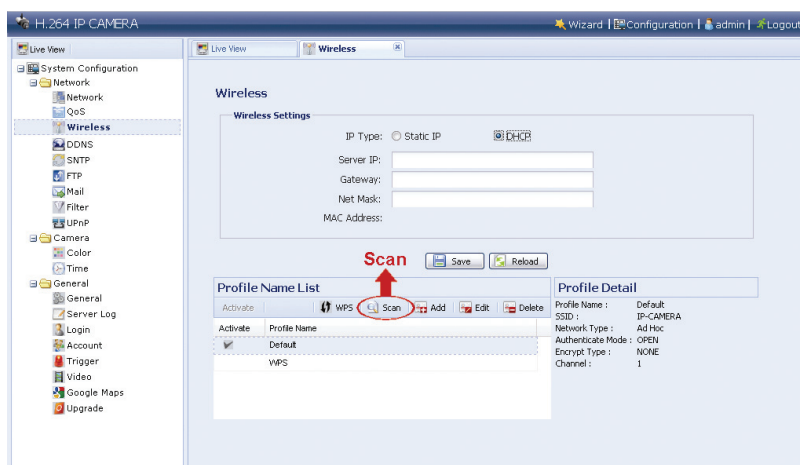 H.264 IP CAMERA
Wizard | Configuration | admin | Logout
Live View
System Configuration
Network
Network
QoS
Wireless
DDNS
SNTP
FTP
Mail
Filter
UPnP
Camera
Color
Time
General
General
Server Log
Login
Account
Trigger
Video
Google Maps
Upgrade
Live View
Wireless
Wireless
Wireless Settings
IP Type: Static IP DHCP
Server IP:
Gateway:
Net Mask:
MAC Address:
Scan
Save Reload
Profile Name List
Activate WPS Scan Add Edit Delete
Activate Profile Name
Default
WPS
Profile Detail
Profile Name : Default
SSID : IP-CAMERA
Network Type : Ad Hoc
Authenticate Mode : OPEN
Encrypt Type : NONE
Channel : 1